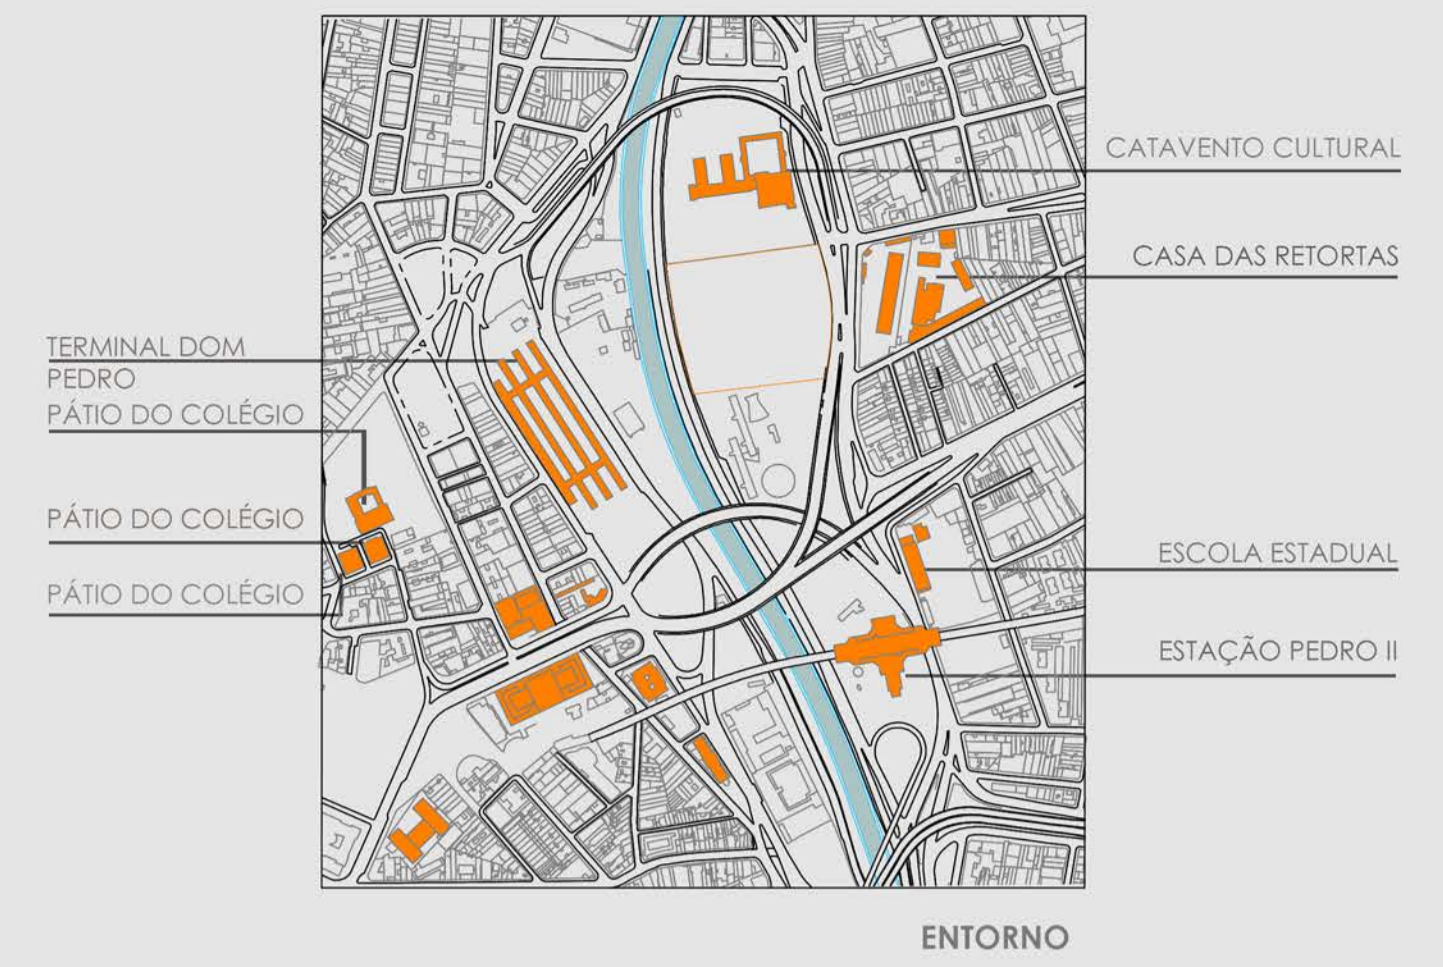 CATAVENTO CULTURAL
CASA DAS RETORTAS
TERMINAL DOM
PEDRO
PÁTIO DO COLÉGIO
PÁTIO DO COLÉGIO
ESCOLA ESTADUAL
PÁTIO DO COLÉGIO
ESTAÇÃO PEDRO II
ENTORNO